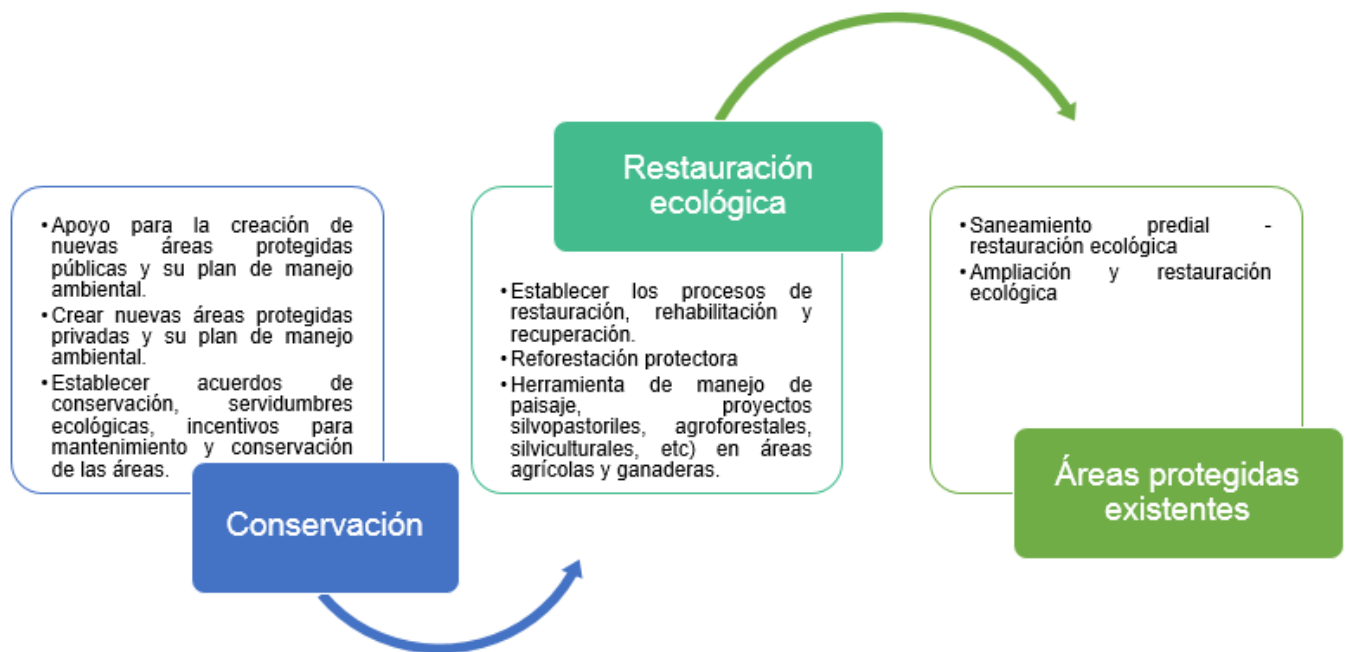 • Apoyo para la creación de
nuevas áreas protegidas
públicas y su plan de manejo
ambiental.
• Crear nuevas áreas protegidas
privadas y su plan de manejo
ambiental.
• Establecer acuerdos de
conservación, servidumbres
ecológicas, incentivos para
mantenimiento y conservación
de las áreas.
Conservación
Restauración
ecológica
• Establecer los procesos de
restauración, rehabilitación y
recuperación.
• Reforestación protectora
• Herramienta de manejo de
paisaje, proyectos
silvopastoriles, agroforestales,
silviculturales, etc) en áreas
agrícolas y ganaderas.
• Saneamiento predial -
restauración ecológica
• Ampliación y restauración
ecológica
Áreas protegidas
existentes